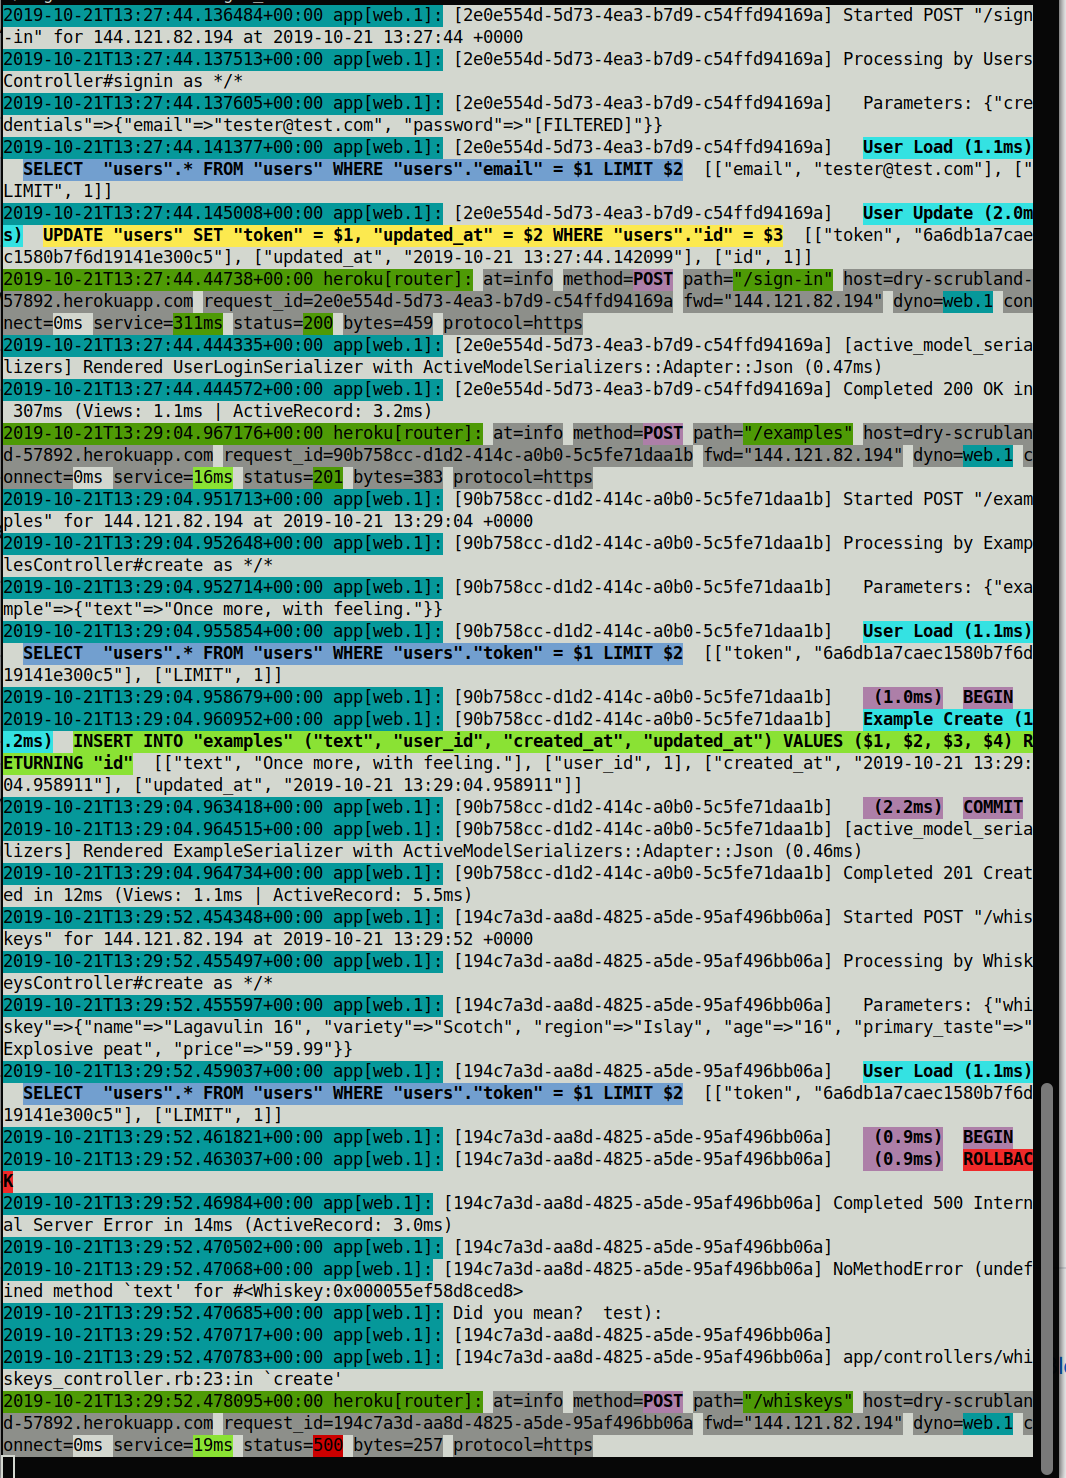 2019-10-21T13:27:44.136484+00:00 app[web.1]: [2e0e554d-5d73-4ea3-b7d9-c54ffd94169a] Started POST "/sign
-in" for 144.121.82.194 at 2019-10-21 13:27:44 +0000
2019-10-21T13:27:44.137513+00:00 app[web.1]: [2e0e554d-5d73-4ea3-b7d9-c54ffd94169a] Processing by Users
Controller#signin as */*
2019-10-21T13:27:44.137605+00:00 app[web.1]: [2e0e554d-5d73-4ea3-b7d9-c54ffd94169a]   Parameters: {"cre
dentials"=>{"email"=>"tester@test.com", "password"=>"[FILTERED]"}}
2019-10-21T13:27:44.141377+00:00 app[web.1]: [2e0e554d-5d73-4ea3-b7d9-c54ffd94169a]   User Load (1.1ms)
  SELECT  "users".* FROM "users" WHERE "users"."email" = $1 LIMIT $2  [["email", "tester@test.com"], ["
LIMIT", 1]]
2019-10-21T13:27:44.145008+00:00 app[web.1]: [2e0e554d-5d73-4ea3-b7d9-c54ffd94169a]   User Update (2.0m
s)  UPDATE "users" SET "token" = $1, "updated_at" = $2 WHERE "users"."id" = $3  [["token", "6a6db1a7cae
c1580b7f6d19141e300c5"], ["updated_at", "2019-10-21 13:27:44.142099"], ["id", 1]]
2019-10-21T13:27:44.44738+00:00 heroku[router]: at=info method=POST path="/sign-in" host=dry-scrubland-
57892.herokuapp.com request_id=2e0e554d-5d73-4ea3-b7d9-c54ffd94169a fwd="144.121.82.194" dyno=web.1 con
nect=0ms service=311ms status=200 bytes=459 protocol=https
2019-10-21T13:27:44.444335+00:00 app[web.1]: [2e0e554d-5d73-4ea3-b7d9-c54ffd94169a] [active_model_seria
lizers] Rendered UserLoginSerializer with ActiveModelSerializers::Adapter::Json (0.47ms)
2019-10-21T13:27:44.444572+00:00 app[web.1]: [2e0e554d-5d73-4ea3-b7d9-c54ffd94169a] Completed 200 OK in
 307ms (Views: 1.1ms | ActiveRecord: 3.2ms)
2019-10-21T13:29:04.967176+00:00 heroku[router]: at=info method=POST path="/examples" host=dry-scrublan
d-57892.herokuapp.com request_id=90b758cc-d1d2-414c-a0b0-5c5fe71daa1b fwd="144.121.82.194" dyno=web.1 c
onnect=0ms service=16ms status=201 bytes=383 protocol=https
2019-10-21T13:29:04.951713+00:00 app[web.1]: [90b758cc-d1d2-414c-a0b0-5c5fe71daa1b] Started POST "/exam
ples" for 144.121.82.194 at 2019-10-21 13:29:04 +0000
2019-10-21T13:29:04.952648+00:00 app[web.1]: [90b758cc-d1d2-414c-a0b0-5c5fe71daa1b] Processing by Examp
lesController#create as */*
2019-10-21T13:29:04.952714+00:00 app[web.1]: [90b758cc-d1d2-414c-a0b0-5c5fe71daa1b]   Parameters: {"exa
mple"=>{"text"=>"Once more, with feeling."}}
2019-10-21T13:29:04.955854+00:00 app[web.1]: [90b758cc-d1d2-414c-a0b0-5c5fe71daa1b]   User Load (1.1ms)
  SELECT  "users".* FROM "users" WHERE "users"."token" = $1 LIMIT $2  [["token", "6a6db1a7caec1580b7f6d
19141e300c5"], ["LIMIT", 1]]
2019-10-21T13:29:04.958679+00:00 app[web.1]: [90b758cc-d1d2-414c-a0b0-5c5fe71daa1b]    (1.0ms)  BEGIN
2019-10-21T13:29:04.960952+00:00 app[web.1]: [90b758cc-d1d2-414c-a0b0-5c5fe71daa1b]   Example Create (1
.2ms)  INSERT INTO "examples" ("text", "user_id", "created_at", "updated_at") VALUES ($1, $2, $3, $4) R
ETURNING "id"  [["text", "Once more, with feeling."], ["user_id", 1], ["created_at", "2019-10-21 13:29:
04.958911"], ["updated_at", "2019-10-21 13:29:04.958911"]]
2019-10-21T13:29:04.963418+00:00 app[web.1]: [90b758cc-d1d2-414c-a0b0-5c5fe71daa1b]    (2.2ms)  COMMIT
2019-10-21T13:29:04.964515+00:00 app[web.1]: [90b758cc-d1d2-414c-a0b0-5c5fe71daa1b] [active_model_seria
lizers] Rendered ExampleSerializer with ActiveModelSerializers::Adapter::Json (0.46ms)
2019-10-21T13:29:04.964734+00:00 app[web.1]: [90b758cc-d1d2-414c-a0b0-5c5fe71daa1b] Completed 201 Creat
ed in 12ms (Views: 1.1ms | ActiveRecord: 5.5ms)
2019-10-21T13:29:52.454348+00:00 app[web.1]: [194c7a3d-aa8d-4825-a5de-95af496bb06a] Started POST "/whis
keys" for 144.121.82.194 at 2019-10-21 13:29:52 +0000
2019-10-21T13:29:52.455497+00:00 app[web.1]: [194c7a3d-aa8d-4825-a5de-95af496bb06a] Processing by Whisk
eysController#create as */*
2019-10-21T13:29:52.455597+00:00 app[web.1]: [194c7a3d-aa8d-4825-a5de-95af496bb06a]   Parameters: {"whi
skey"=>{"name"=>"Lagavulin 16", "variety"=>"Scotch", "region"=>"Islay", "age"=>"16", "primary_taste"=>"
Explosive peat", "price"=>"59.99"}}
2019-10-21T13:29:52.459037+00:00 app[web.1]: [194c7a3d-aa8d-4825-a5de-95af496bb06a]   User Load (1.1ms)
  SELECT  "users".* FROM "users" WHERE "users"."token" = $1 LIMIT $2  [["token", "6a6db1a7caec1580b7f6d
19141e300c5"], ["LIMIT", 1]]
2019-10-21T13:29:52.461821+00:00 app[web.1]: [194c7a3d-aa8d-4825-a5de-95af496bb06a]    (0.9ms)  BEGIN
2019-10-21T13:29:52.463037+00:00 app[web.1]: [194c7a3d-aa8d-4825-a5de-95af496bb06a]    (0.9ms)  ROLLBAC
K
2019-10-21T13:29:52.46984+00:00 app[web.1]: [194c7a3d-aa8d-4825-a5de-95af496bb06a] Completed 500 Intern
al Server Error in 14ms (ActiveRecord: 3.0ms)
2019-10-21T13:29:52.470502+00:00 app[web.1]: [194c7a3d-aa8d-4825-a5de-95af496bb06a]
2019-10-21T13:29:52.47068+00:00 app[web.1]: [194c7a3d-aa8d-4825-a5de-95af496bb06a] NoMethodError (undef
ined method `text' for #<Whiskey:0x000055ef58d8ced8>
2019-10-21T13:29:52.470685+00:00 app[web.1]: Did you mean?  test):
2019-10-21T13:29:52.470717+00:00 app[web.1]: [194c7a3d-aa8d-4825-a5de-95af496bb06a]
2019-10-21T13:29:52.470783+00:00 app[web.1]: [194c7a3d-aa8d-4825-a5de-95af496bb06a] app/controllers/whi
skeys_controller.rb:23:in `create'
2019-10-21T13:29:52.478095+00:00 heroku[router]: at=info method=POST path="/whiskeys" host=dry-scrublan
d-57892.herokuapp.com request_id=194c7a3d-aa8d-4825-a5de-95af496bb06a fwd="144.121.82.194" dyno=web.1 c
onnect=0ms service=19ms status=500 bytes=257 protocol=https